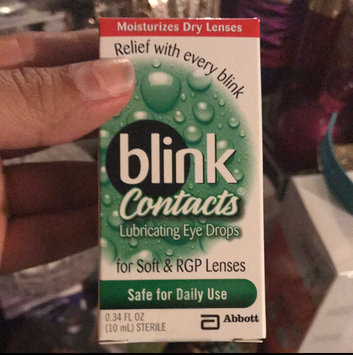 Moisturizes Dry Lenses
Relief with every blink
blink
Contacts®
Lubricating Eye Drops
for Soft & RGP Lenses
Safe for Daily Use
0.34 FL OZ
(10 mL) STERILE
Abbott